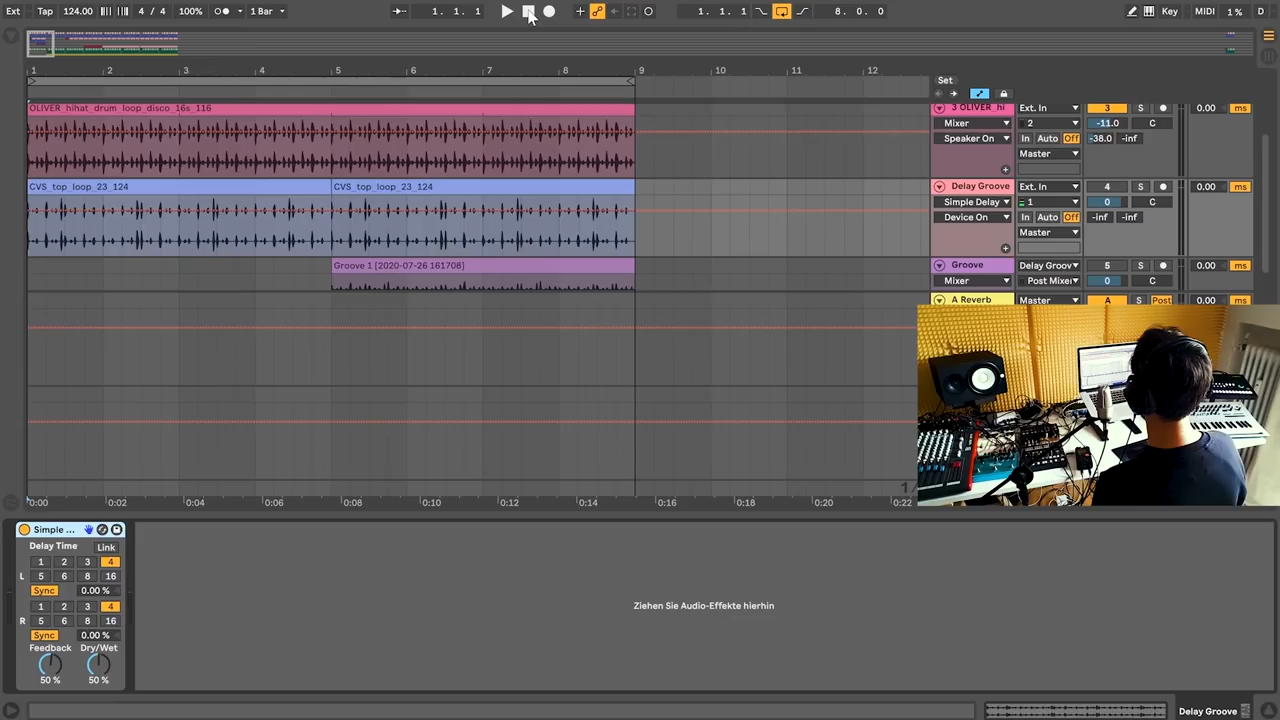 Ext Tap 124.00 4 / 4 100% 1 Bar 1. 1. 1 1. 1. 1 8. 0. 0 Key MIDI 1 % D
1 2 3 4 5 6 7 8 9 10 11 12
Set
OLIVER_hihat_drum_loop_disco_16s_116
3 OLIVER_hi Ext. In 3 S 0.00 ms
Mixer 2 -11.0 C
Speaker On In Auto Off -38.0 -inf
Master
CVS_top_loop_23_124 CVS_top_loop_23_124
Delay Groove Ext. In 4 S 0.00 ms
Simple Delay 1 0 C
Device On In Auto Off -inf -inf
Master
Groove 1 [2020-07-26 161708]
Groove Delay Groov 5 S 0.00 ms
Mixer Post Mixer 0 C
A Reverb Master A S Post 0.00 ms
0:00 0:02 0:04 0:06 0:08 0:10 0:12 0:14 0:16 0:18 0:20 0:22
Simple ...
Delay Time Link
1 2 3 4
L 5 6 8 16
Sync 0.00 %
1 2 3 4
R 5 6 8 16
Sync 0.00 %
Feedback Dry/Wet
50 % 50 %
Ziehen Sie Audio-Effekte hierhin
Delay Groove